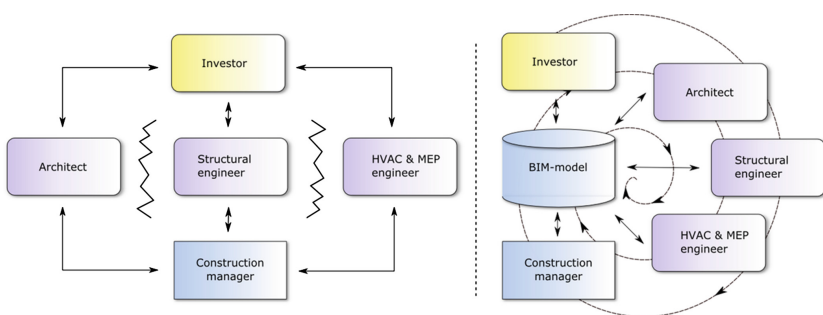 Investor
Architect
Structural
engineer
HVAC & MEP
engineer
Construction
manager
Investor
Architect
BIM-model
Structural
engineer
HVAC & MEP
engineer
Construction
manager